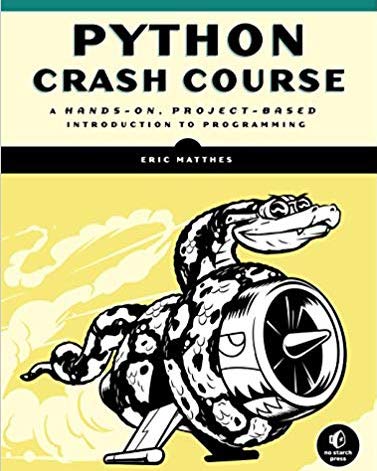 PYTHON
CRASH COURSE
A HANDS-ON, PROJECT-BASED
INTRODUCTION TO PROGRAMMING
ERIC MATTHES
no starch
press